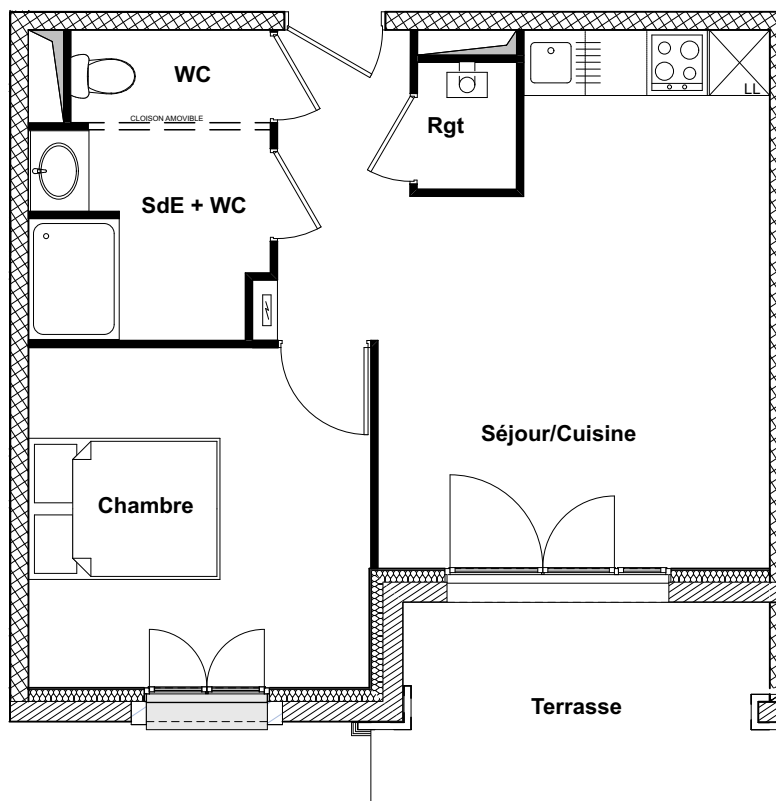 WC
CLOISON AMOVIBLE
Rgt
LL
SdE + WC
Séjour/Cuisine
Chambre
Terrasse